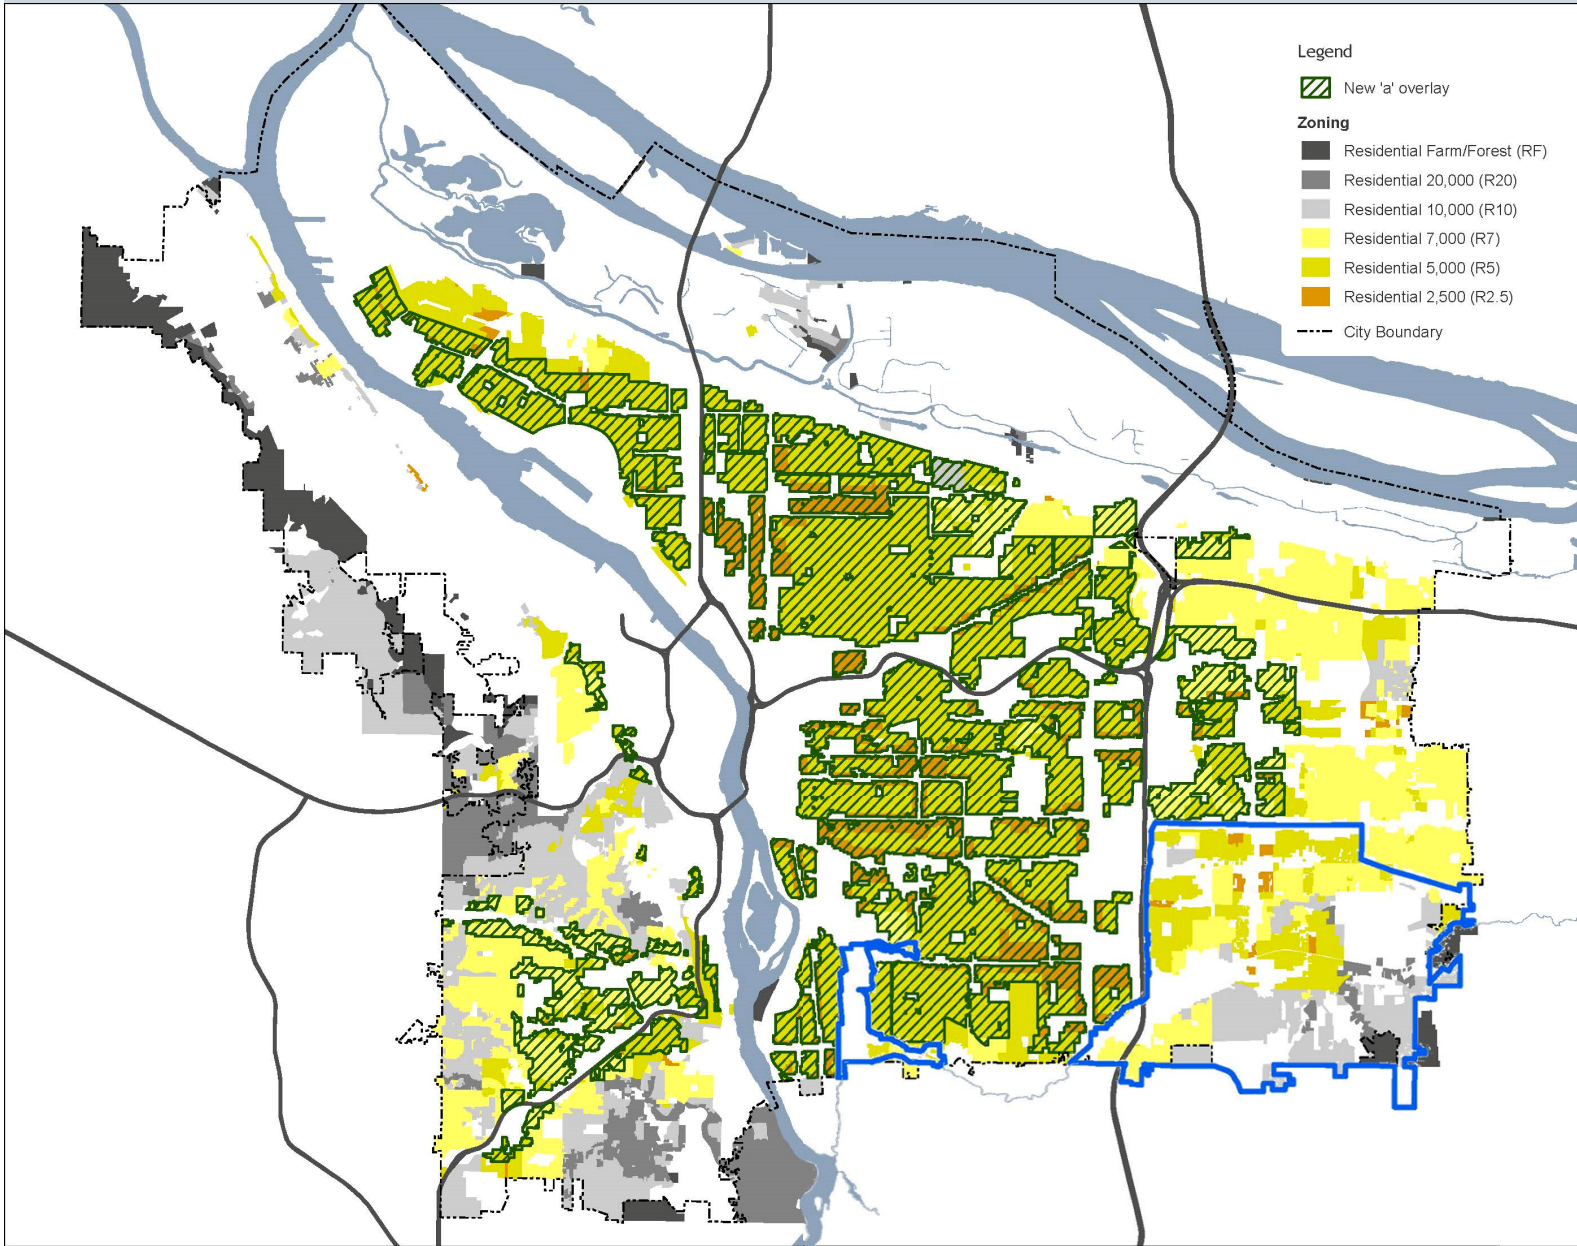 Legend
New 'a' overlay
Zoning
Residential Farm/Forest (RF)
Residential 20,000 (R20)
Residential 10,000 (R10)
Residential 7,000 (R7)
Residential 5,000 (R5)
Residential 2,500 (R2.5)
City Boundary